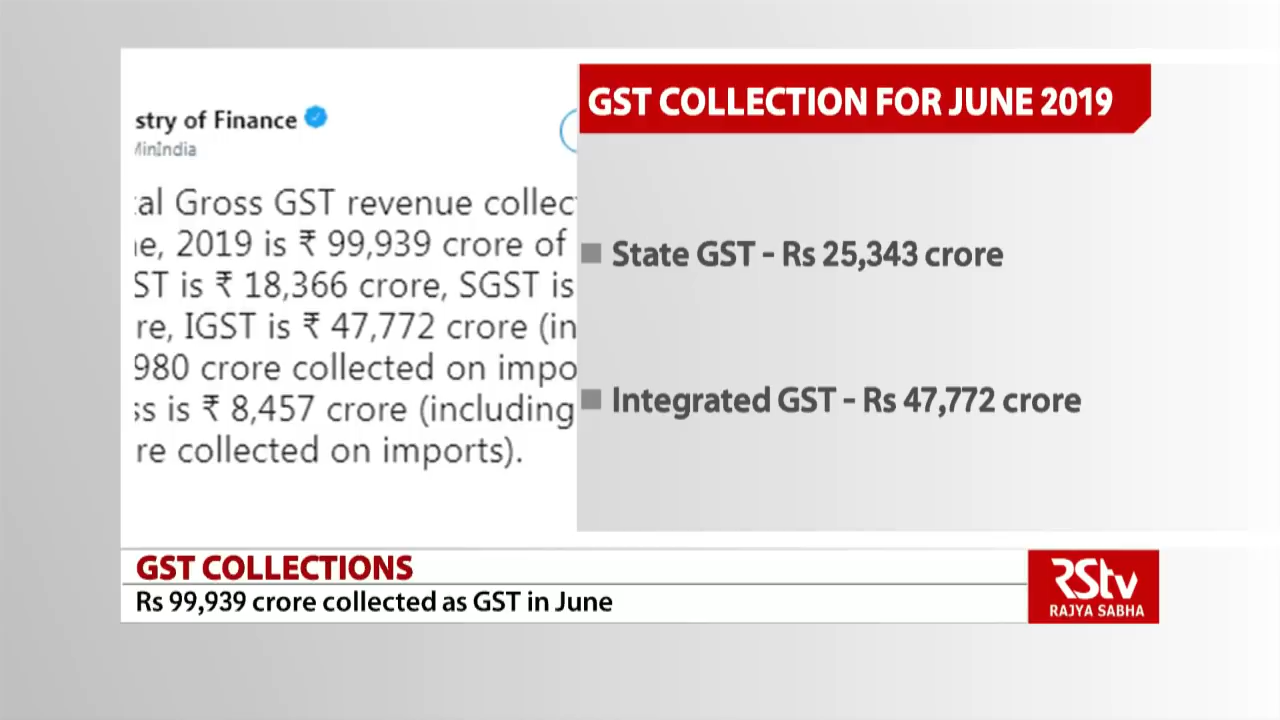 stry of Finance
MinIndia
al Gross GST revenue collec
e, 2019 is ₹ 99,939 crore of
ST is ₹ 18,366 crore, SGST is
re, IGST is ₹ 47,772 crore (in
980 crore collected on impo
ss is ₹ 8,457 crore (including
re collected on imports).
GST COLLECTION FOR JUNE 2019
State GST - Rs 25,343 crore
Integrated GST - Rs 47,772 crore
GST COLLECTIONS
Rs 99,939 crore collected as GST in June
RStv
RAJYA SABHA